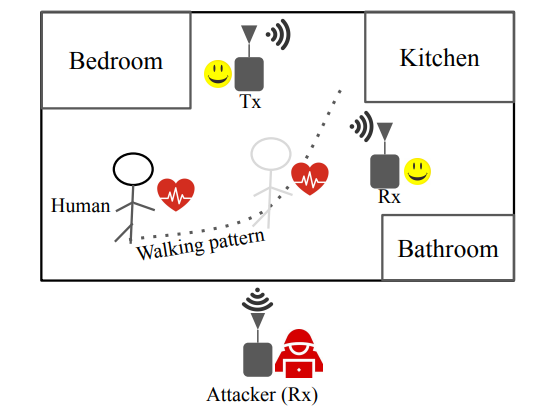 Bedroom
Kitchen
Tx
Rx
Human
Walking pattern
Bathroom
Attacker (Rx)